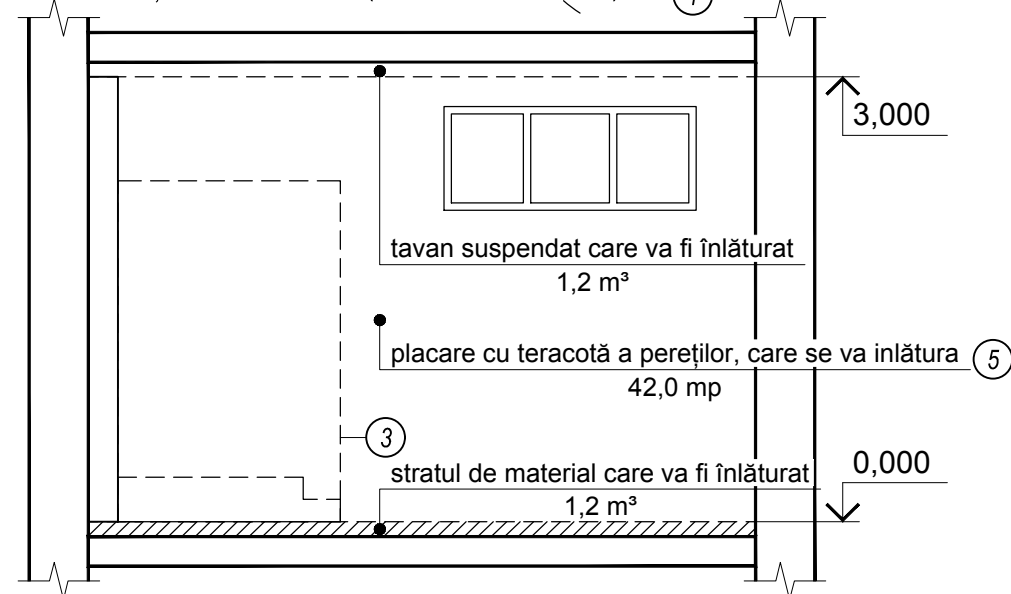 3,000
tavan suspendat care va fi înlăturat
1,2 m³
placare cu teracotă a pereților, care se va inlătura 5
42,0 mp
3
stratul de material care va fi înlăturat
1,2 m³
0,000